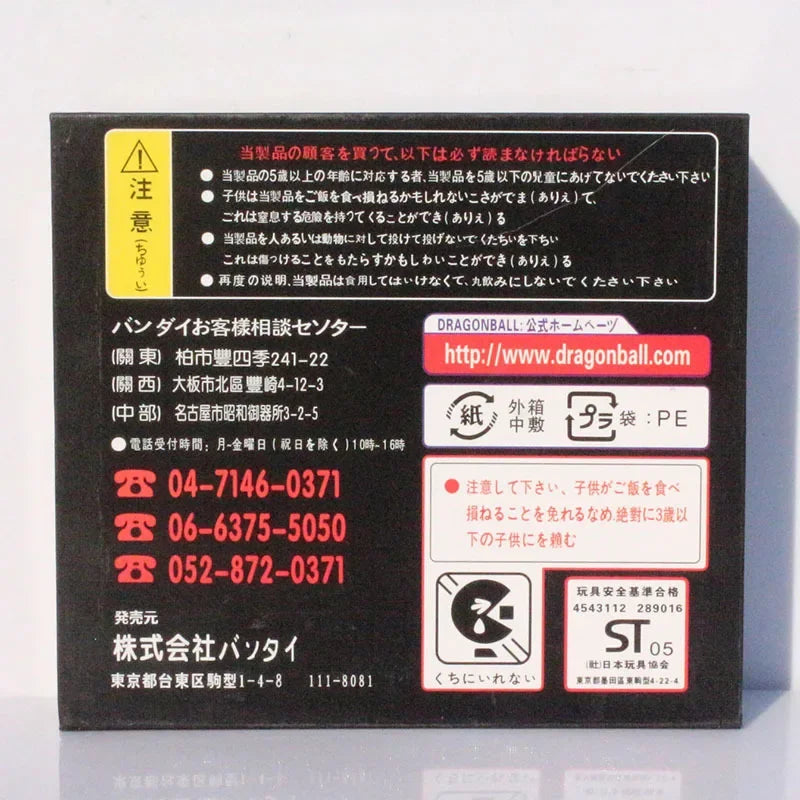 注意(ちゆうい)
当製品の顧客を買つて、以下は必ず読まなければらない
● 当製品の5歳以上の年齢に対応する者、当製品を5歳以下の児童にあげてないでください下さい
● 子供は当製品をご飯を食べ損ねるかもしれないこさがでま(ありえ)て、
これは窒息する危険を持つてくることができ(ありえ)る
● 当製品を人あるいは動物に対して投けて投げないでくたちいを下ちい
これは傷つけることをもたらすかもしわいことができ(ありえ)る
● 再度の说明、当製品は食用してはいけなくて、丸飲みにしないでください下さい
バンダイお客様相談セソター
(關東) 柏市豐四季241-22
(關西) 大板市北區豐崎4-12-3
(中部) 名古屋市昭和御器所3-2-5
● 電話受付時間:月-金曜日(祝日を除く)10時-16時
☎ 04-7146-0371
☎ 06-6375-5050
☎ 052-872-0371
発売元
株式会社バソタイ
東京都台東区駒型1-4-8 111-8081
DRAGONBALL:公式ホームペーヅ
http://www.dragonball.com
紙 外箱
中敷
プラ 袋:PE
● 注意して下さい、子供がご飯を食べ
損ねることを免れるなめ.絶對に3歳以
下の子供にを頼む
くちにいれない
玩具安全基準合格
4543112 289016
ST 05
(社)日本玩具協会
東京都墨田區東駒型4-22-4